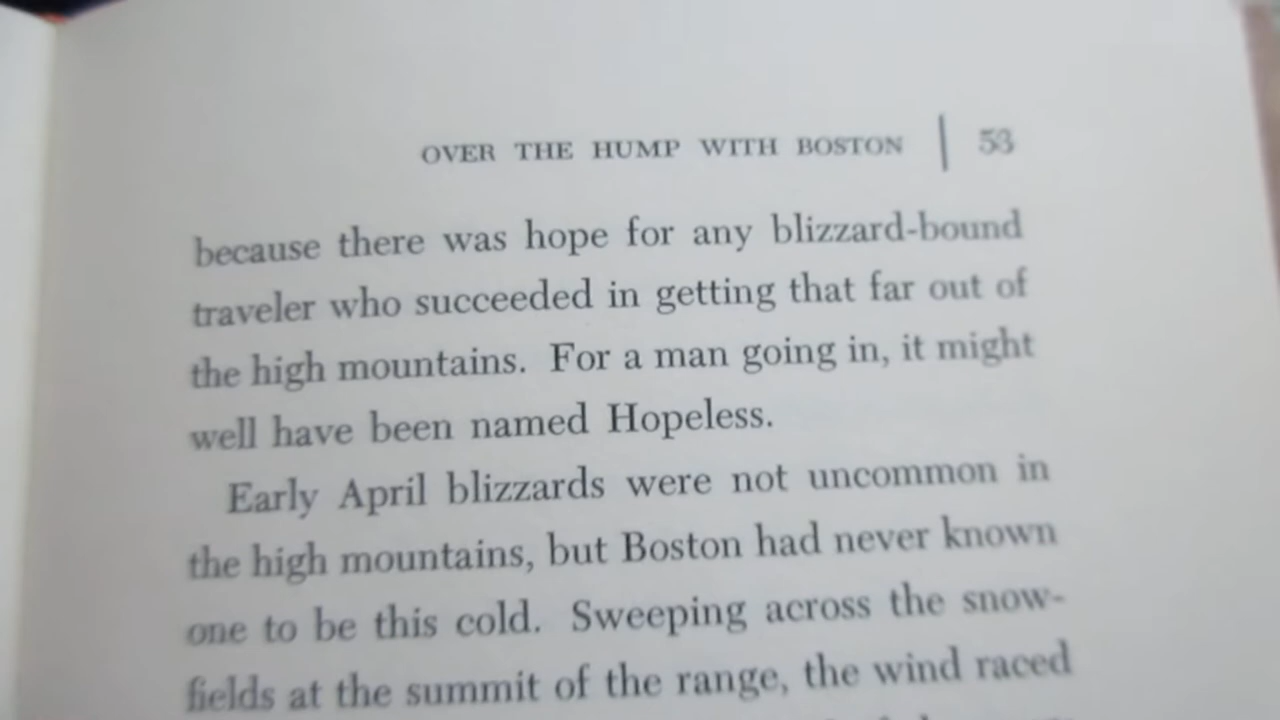 OVER THE HUMP WITH BOSTON | 53
because there was hope for any blizzard-bound
traveler who succeeded in getting that far out of
the high mountains. For a man going in, it might
well have been named Hopeless.
Early April blizzards were not uncommon in
the high mountains, but Boston had never known
one to be this cold. Sweeping across the snow-
fields at the summit of the range, the wind raced